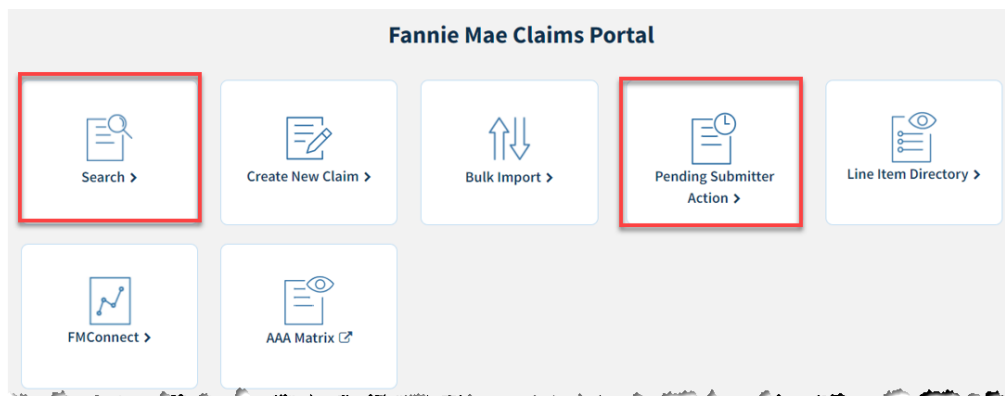 Fannie Mae Claims Portal
Search >
Create New Claim >
Bulk Import >
Pending Submitter
Action >
Line Item Directory >
FMConnect >
AAA Matrix